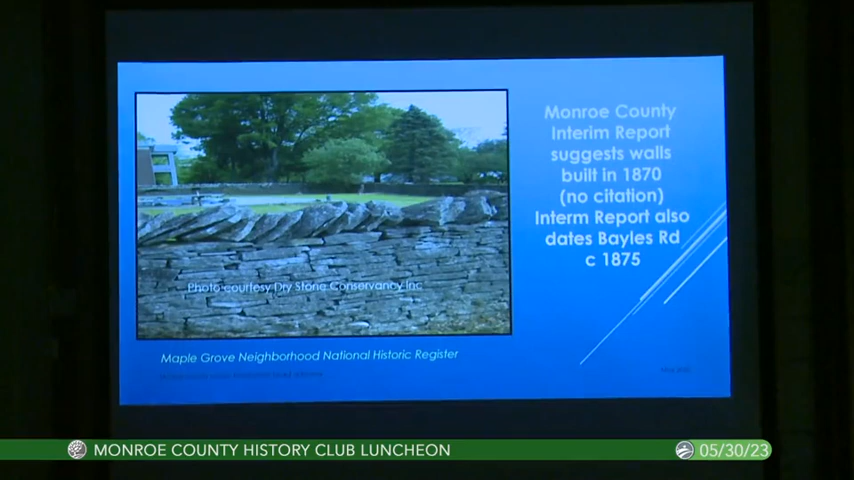 Monroe County
Interim Report
suggests walls
built in 1870
(no citation)
Interm Report also
dates Bayles Rd
c 1875
Photo courtesy Dry Stone Conservancy Inc
Maple Grove Neighborhood National Historic Register
MONROE COUNTY HISTORY CLUB LUNCHEON
05/30/23